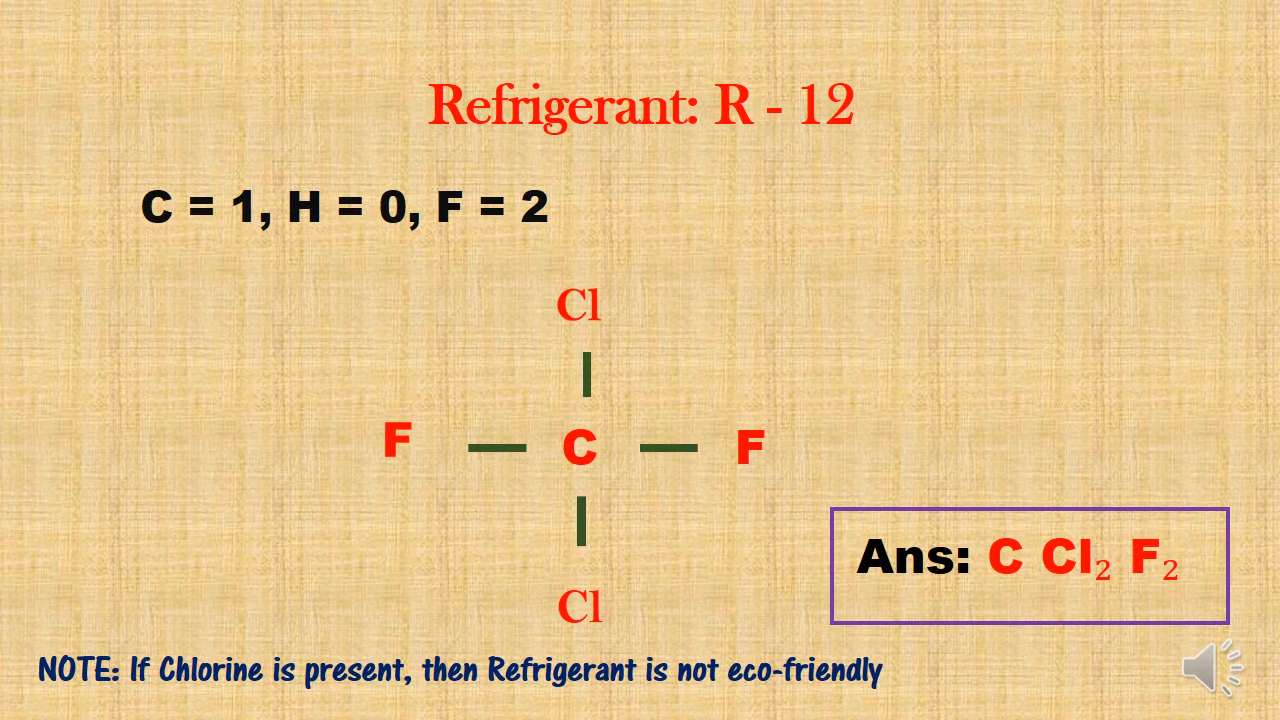 Refrigerant: R - 12
C = 1, H = 0, F = 2
Cl
F C F
Cl
Ans: C Cl₂ F₂
NOTE: If Chlorine is present, then Refrigerant is not eco-friendly